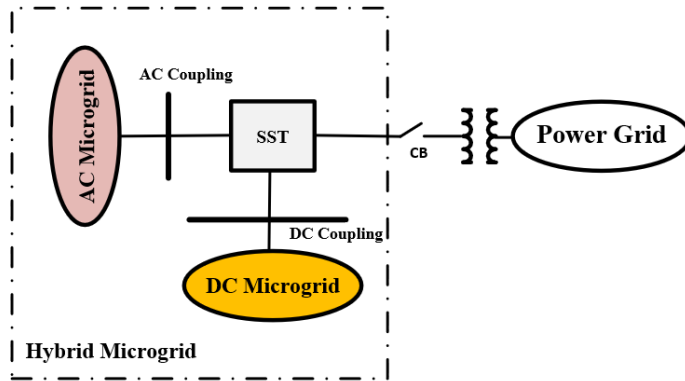 AC Coupling
AC Microgrid
SST
CB
Power Grid
DC Coupling
DC Microgrid
Hybrid Microgrid